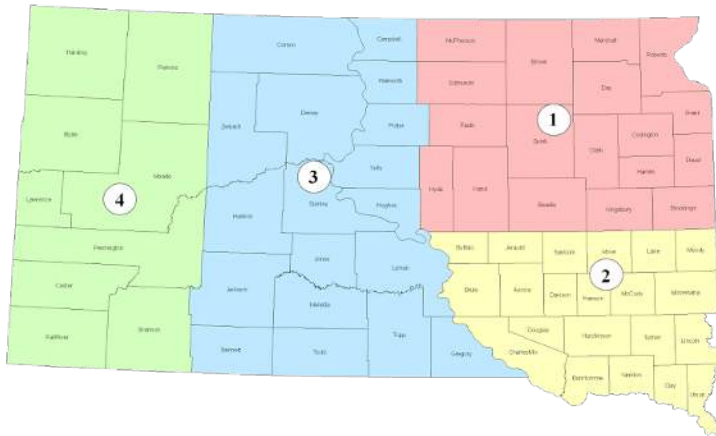 Harding
Perkins
Corson
Campbell
McPherson
Brown
Marshall
Roberts
Walworth
Edmunds
Day
Butte
Ziebach
Dewey
Potter
Faulk
Spink
1
Clark
Codington
Grant
Meade
Deuel
Hamlin
Lawrence
4
3
Sully
Hyde
Hand
Haakon
Stanley
Hughes
Beadle
Kingsbury
Brookings
Pennington
Jones
Lyman
Buffalo
Jerauld
Sanborn
Miner
Lake
Moody
2
Custer
Jackson
Brule
Aurora
Davison
Hanson
McCook
Minnehaha
Mellette
Fall River
Shannon
Bennett
Todd
Tripp
Gregory
Charles Mix
Douglas
Hutchinson
Turner
Lincoln
Bon Homme
Yankton
Clay
Union